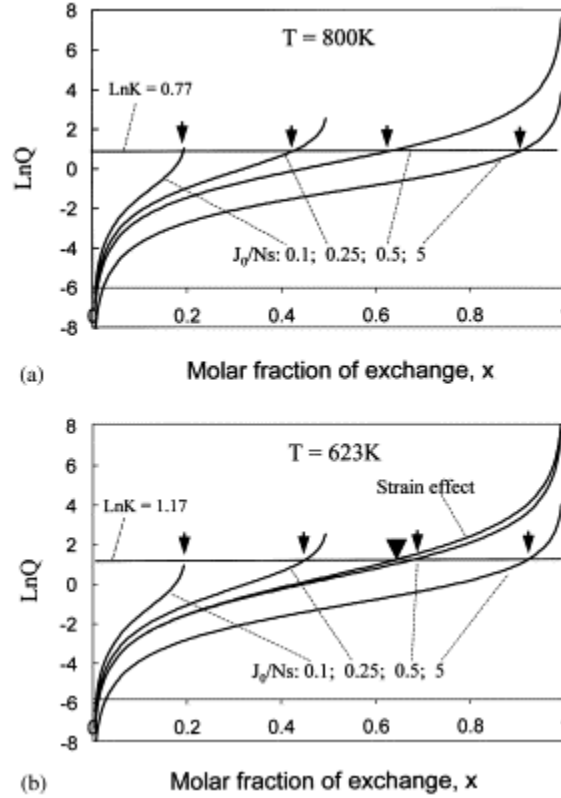 8
T = 800K
6
4
LnK = 0.77
2
LnQ
0
-2
-4
J₀/Ns: 0.1; 0.25; 0.5; 5
-6
-8
0 0.2 0.4 0.6 0.8 1
(a) Molar fraction of exchange, x
8
T = 623K
6
Strain effect
4
LnK = 1.17
2
LnQ
0
-2
-4
J₀/Ns: 0.1; 0.25; 0.5; 5
-6
-8
0 0.2 0.4 0.6 0.8 1
(b) Molar fraction of exchange, x